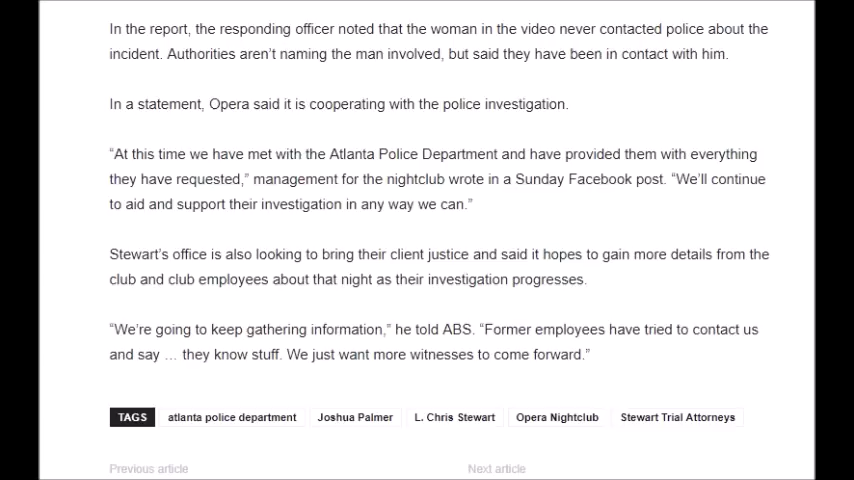 In the report, the responding officer noted that the woman in the video never contacted police about the
incident. Authorities aren’t naming the man involved, but said they have been in contact with him.
In a statement, Opera said it is cooperating with the police investigation.
“At this time we have met with the Atlanta Police Department and have provided them with everything
they have requested,” management for the nightclub wrote in a Sunday Facebook post. “We’ll continue
to aid and support their investigation in any way we can.”
Stewart’s office is also looking to bring their client justice and said it hopes to gain more details from the
club and club employees about that night as their investigation progresses.
“We’re going to keep gathering information,” he told ABS. “Former employees have tried to contact us
and say … they know stuff. We just want more witnesses to come forward.”
TAGS atlanta police department Joshua Palmer L. Chris Stewart Opera Nightclub Stewart Trial Attorneys
Previous article Next article